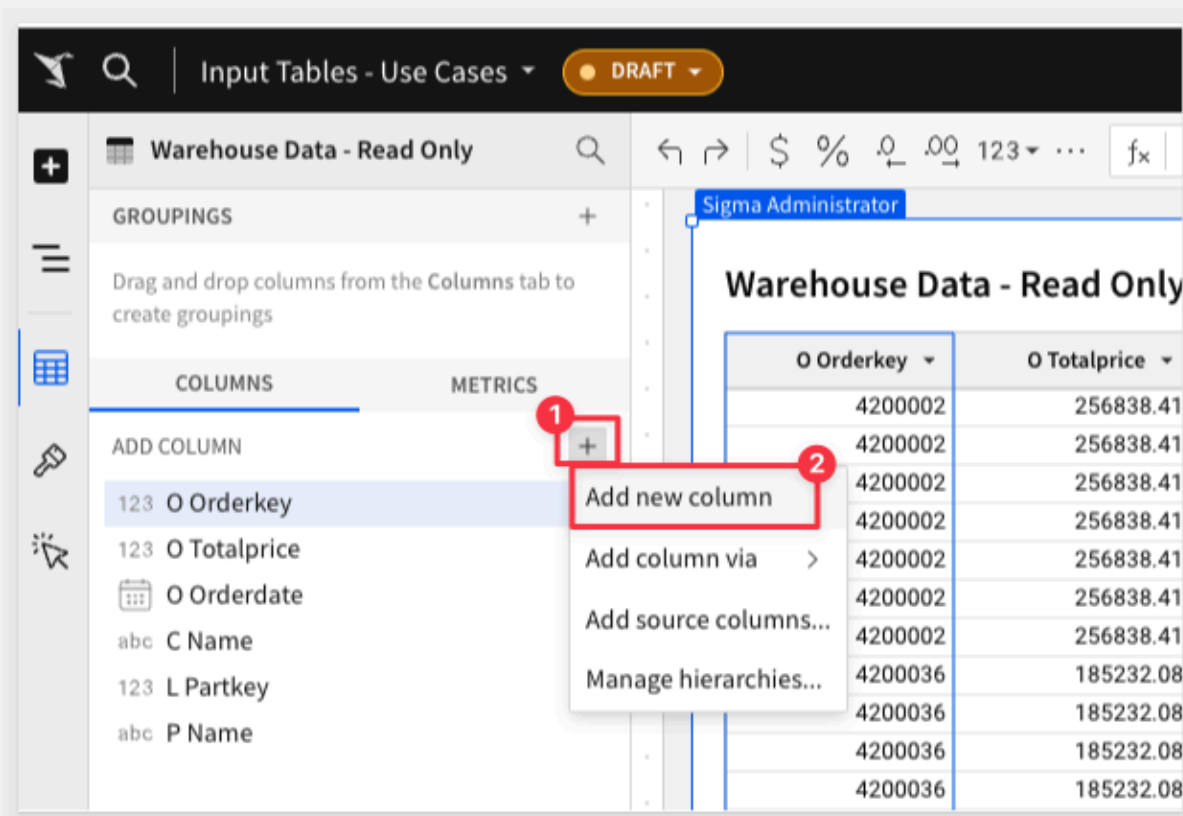 Input Tables - Use Cases
DRAFT
Warehouse Data - Read Only
123
fx
GROUPINGS
+
Drag and drop columns from the Columns tab to
create groupings
COLUMNS
METRICS
1
ADD COLUMN
+
2
Add new column
Add column via
Add source columns...
Manage hierarchies...
123 O Orderkey
123 O Totalprice
O Orderdate
abc C Name
123 L Partkey
abc P Name
$ % .0 .00 123 ...
Sigma Administrator
Warehouse Data - Read Only
O Orderkey O Totalprice
4200002 256838.41
4200002 256838.41
4200002 256838.41
4200002 256838.41
4200002 256838.41
4200002 256838.41
4200002 256838.41
4200036 185232.08
4200036 185232.08
4200036 185232.08
4200036 185232.08